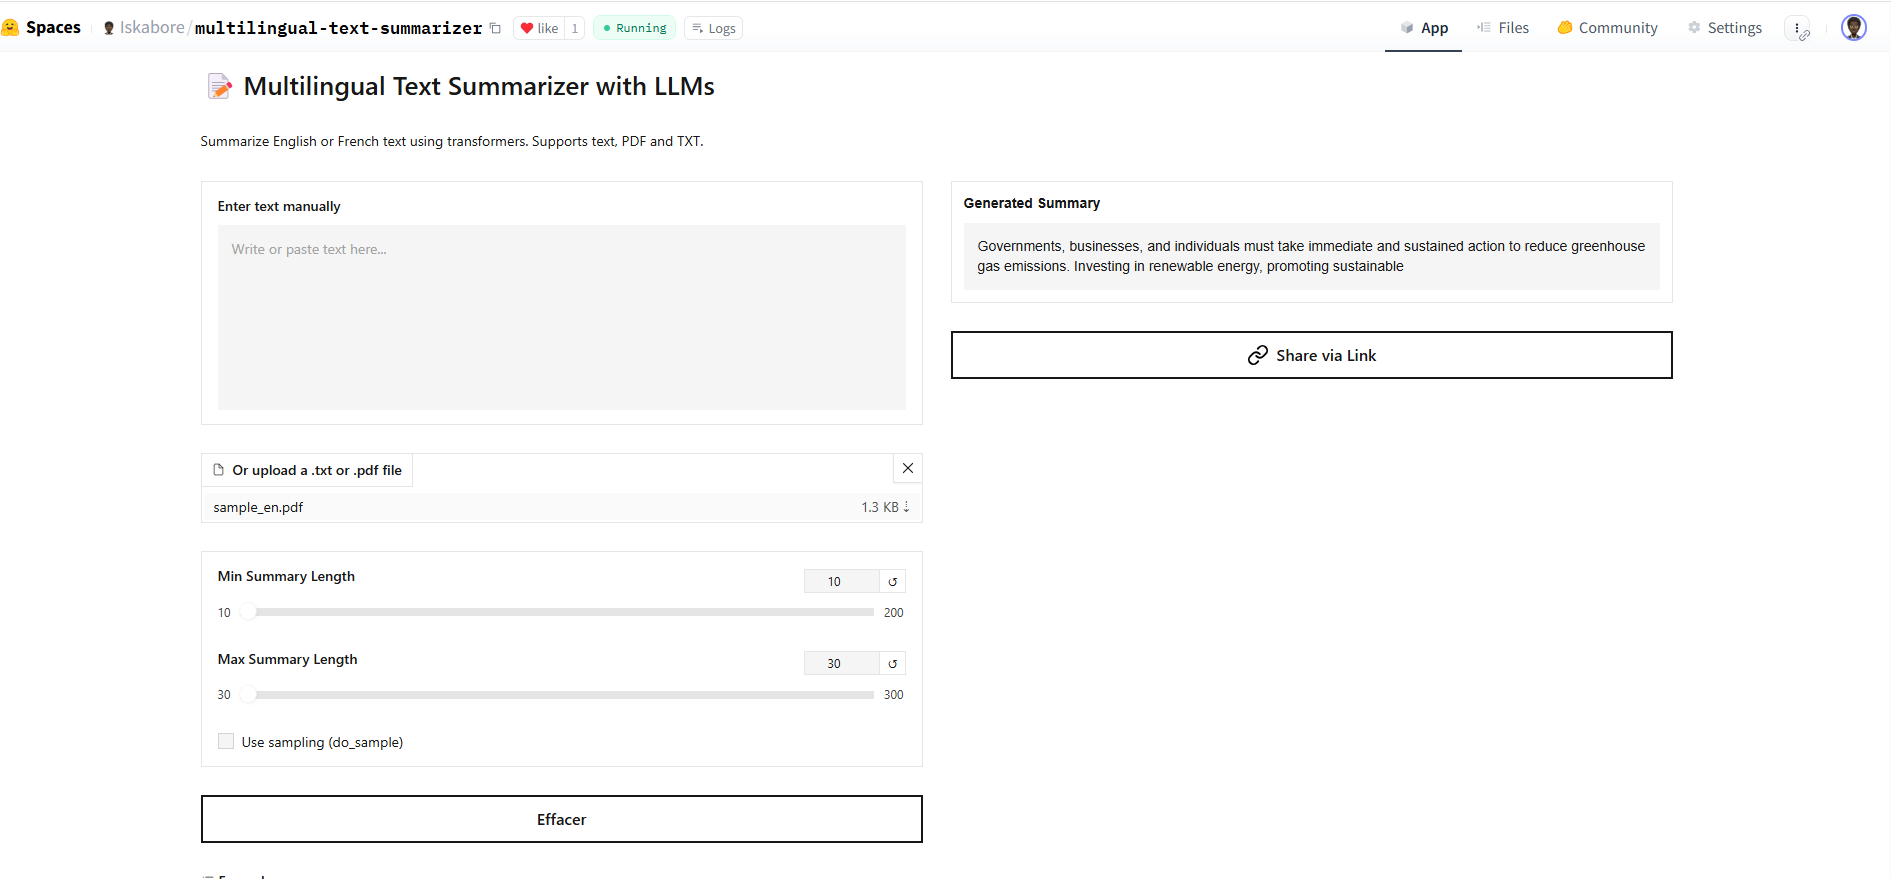 Spaces Iskabore/multilingual-text-summarizer like 1 Running Logs App Files Community Settings
Multilingual Text Summarizer with LLMs
Summarize English or French text using transformers. Supports text, PDF and TXT.
Enter text manually
Write or paste text here...
Generated Summary
Governments, businesses, and individuals must take immediate and sustained action to reduce greenhouse
gas emissions. Investing in renewable energy, promoting sustainable
Share via Link
Or upload a .txt or .pdf file
sample_en.pdf 1.3 KB ⇣
Min Summary Length 10
10 200
Max Summary Length 30
30 300
Use sampling (do_sample)
Effacer